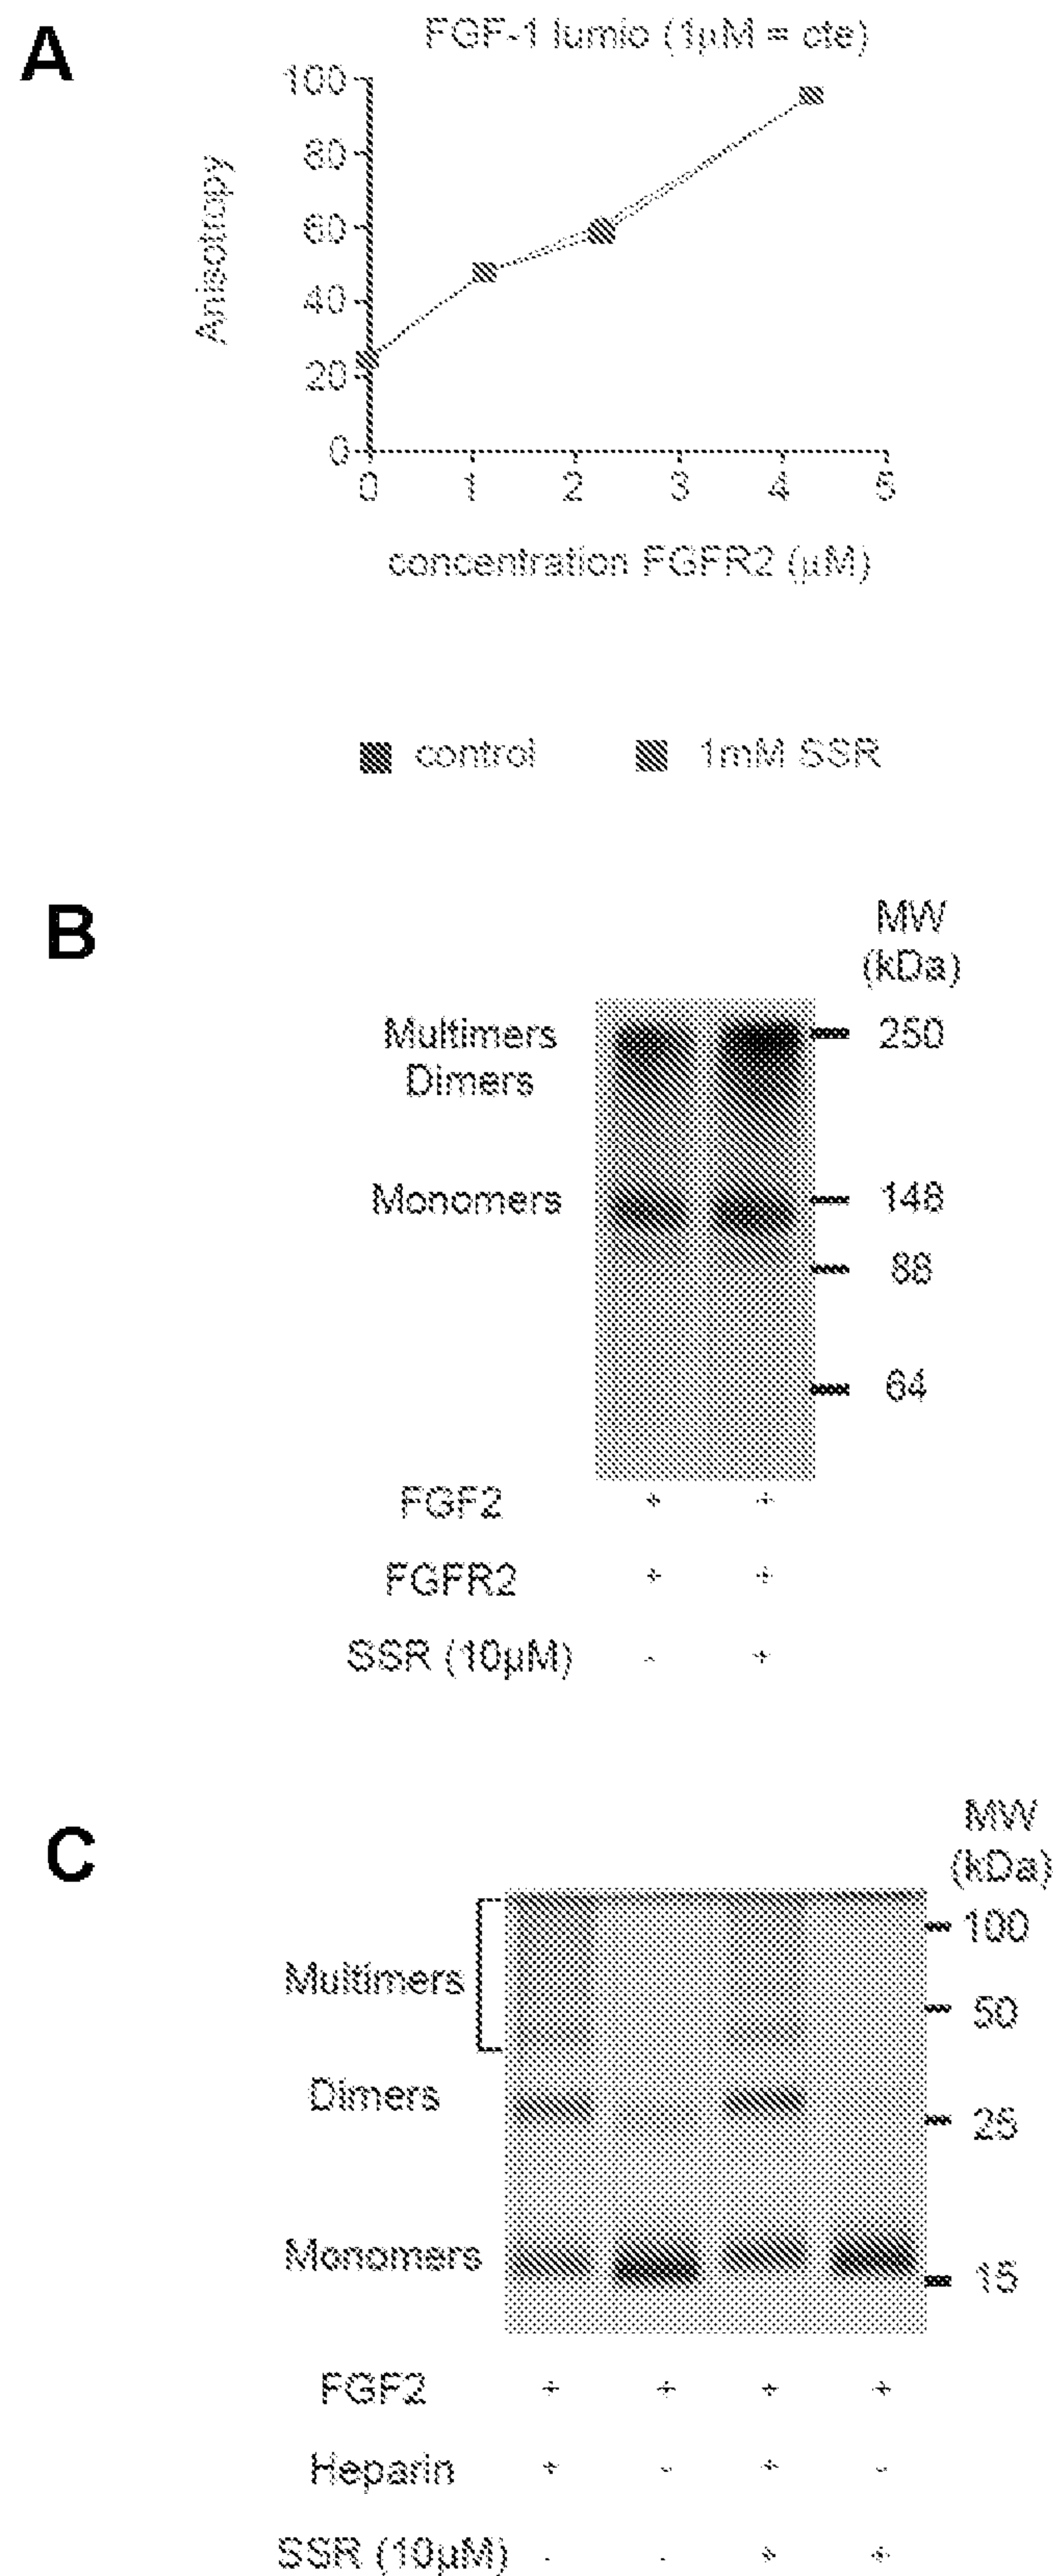 A
FGF-1 lumio (1µM = cte)
100
80
60
40
20
0
Anisotropy
0 1 2 3 4 5
concentration FGFR2 (µM)
control 1mM SSR
B
MW
(kDa)
Multimers
Dimers
Monomers
250
148
88
64
FGF2 + +
FGFR2 + +
SSR (10µM) - +
C
MW
(kDa)
Multimers
Dimers
Monomers
100
50
25
15
FGF2 + + + +
Heparin + - + -
SSR (10µM) - - + +